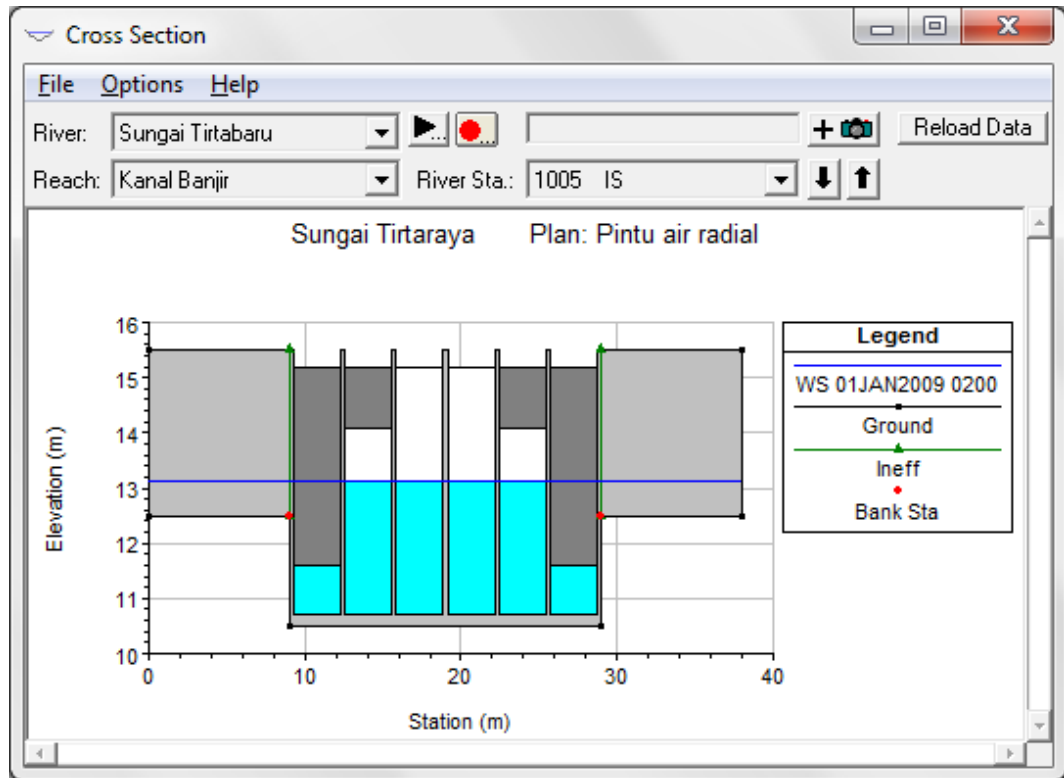 Cross Section
File Options Help
River: Sungai Tirtabaru Reload Data
Reach: Kanal Banjir River Sta.: 1005 IS
Sungai Tirtaraya Plan: Pintu air radial
16
15
14
13
12
11
10
Elevation (m)
0 10 20 30 40
Station (m)
Legend
WS 01JAN2009 0200
Ground
Ineff
Bank Sta